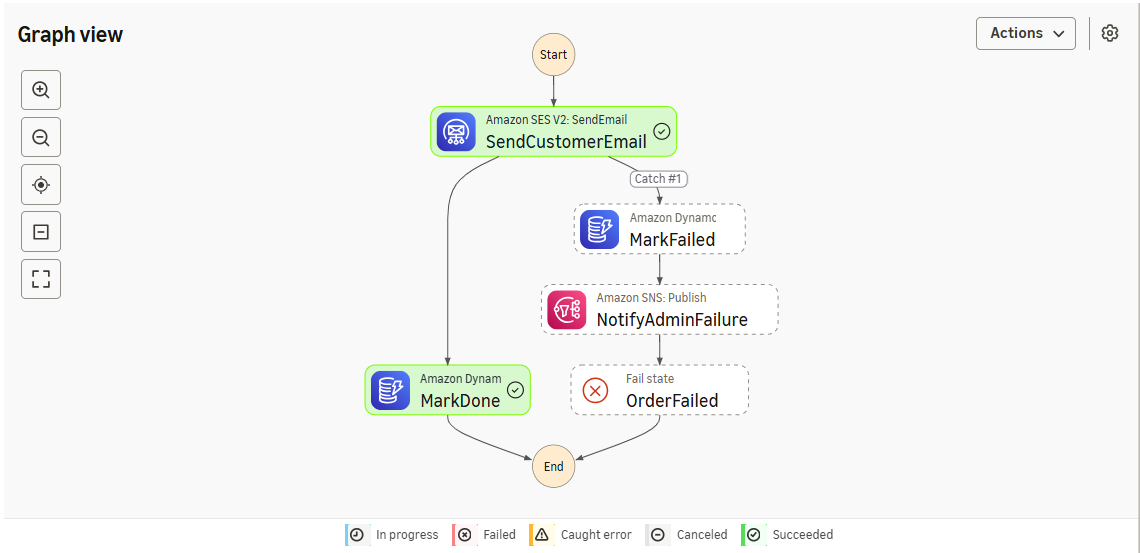 Graph view
Actions
Start
Amazon SES V2: SendEmail
SendCustomerEmail
Catch #1
Amazon Dynamo
MarkFailed
Amazon SNS: Publish
NotifyAdminFailure
Amazon Dynam
MarkDone
Fail state
OrderFailed
End
In progress
Failed
Caught error
Canceled
Succeeded